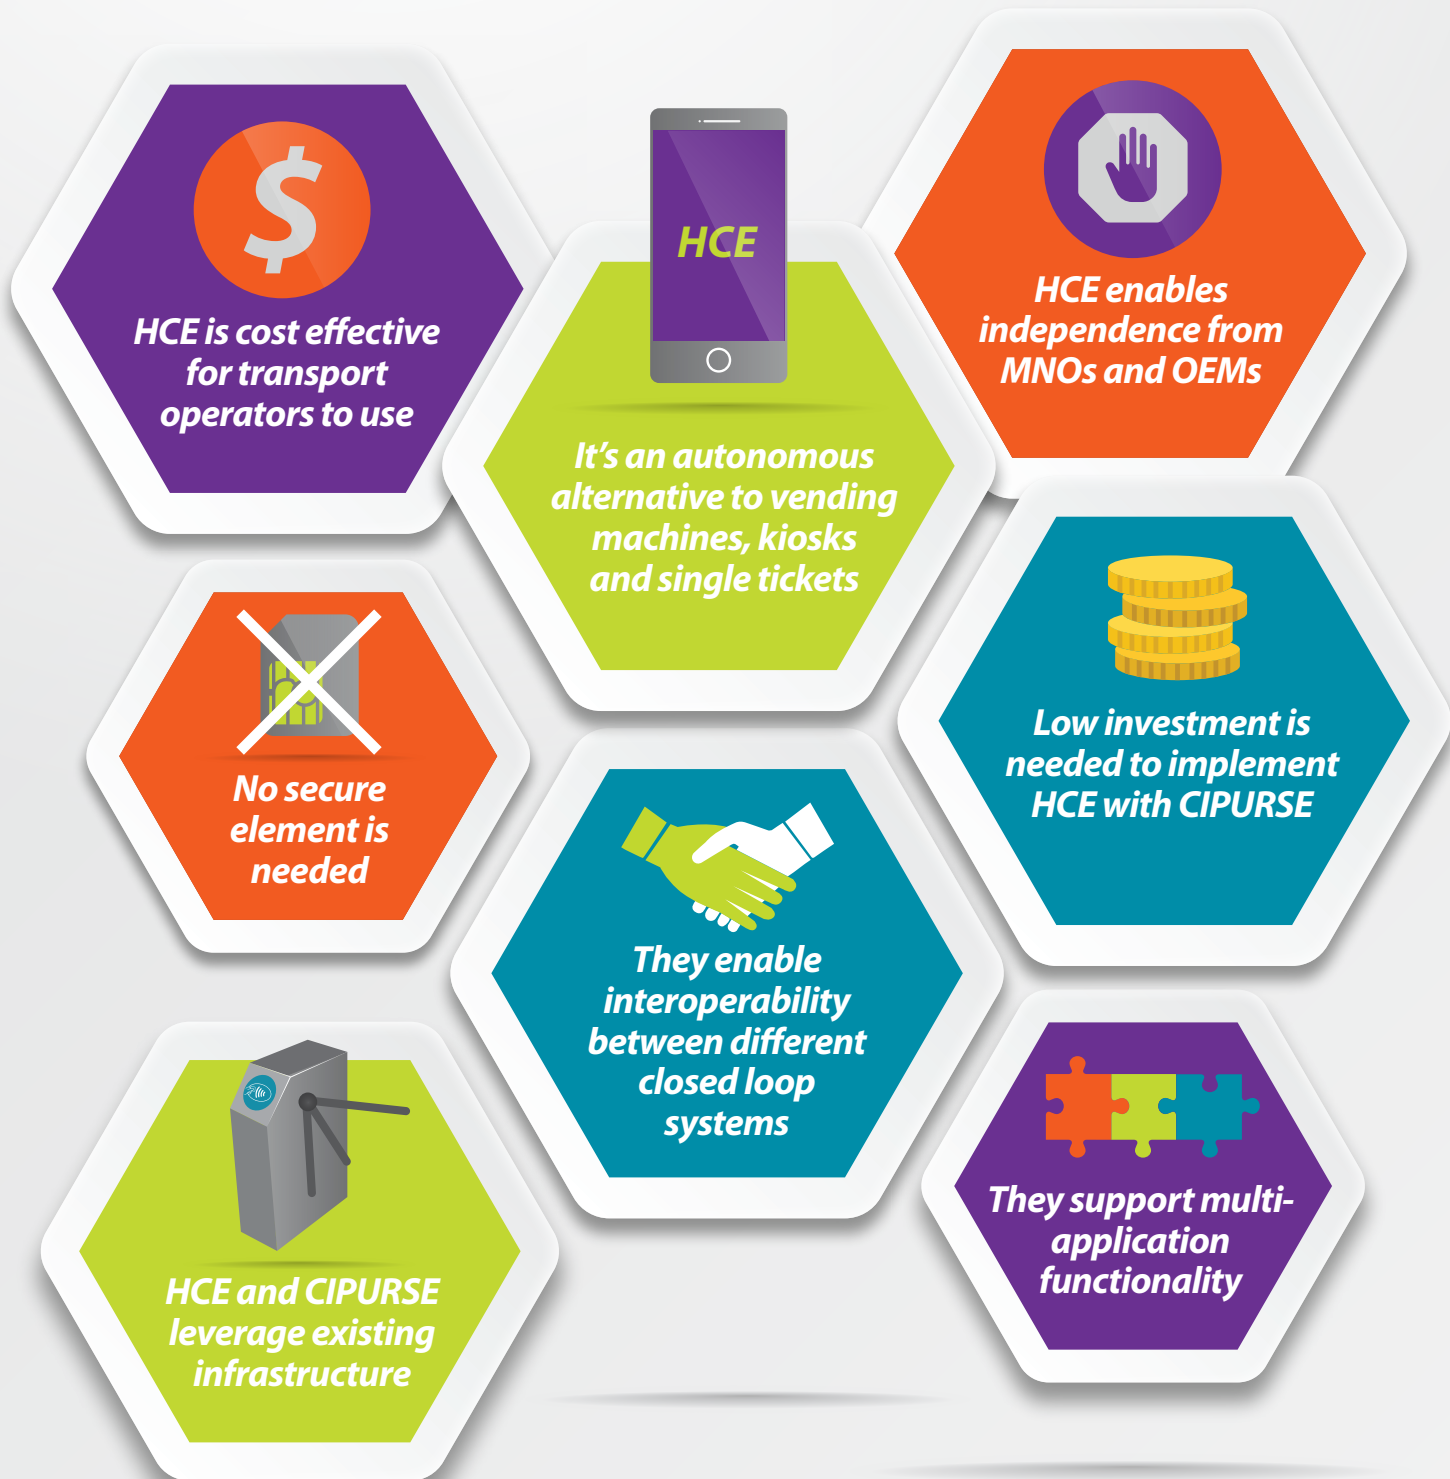 HCE is cost effective
for transport
operators to use
HCE
It's an autonomous
alternative to vending
machines, kiosks
and single tickets
HCE enables
independence from
MNOs and OEMs
No secure
element is
needed
Low investment is
needed to implement
HCE with CIPURSE
They enable
interoperability
between different
closed loop
systems
HCE and CIPURSE
leverage existing
infrastructure
They support multi-
application
functionality